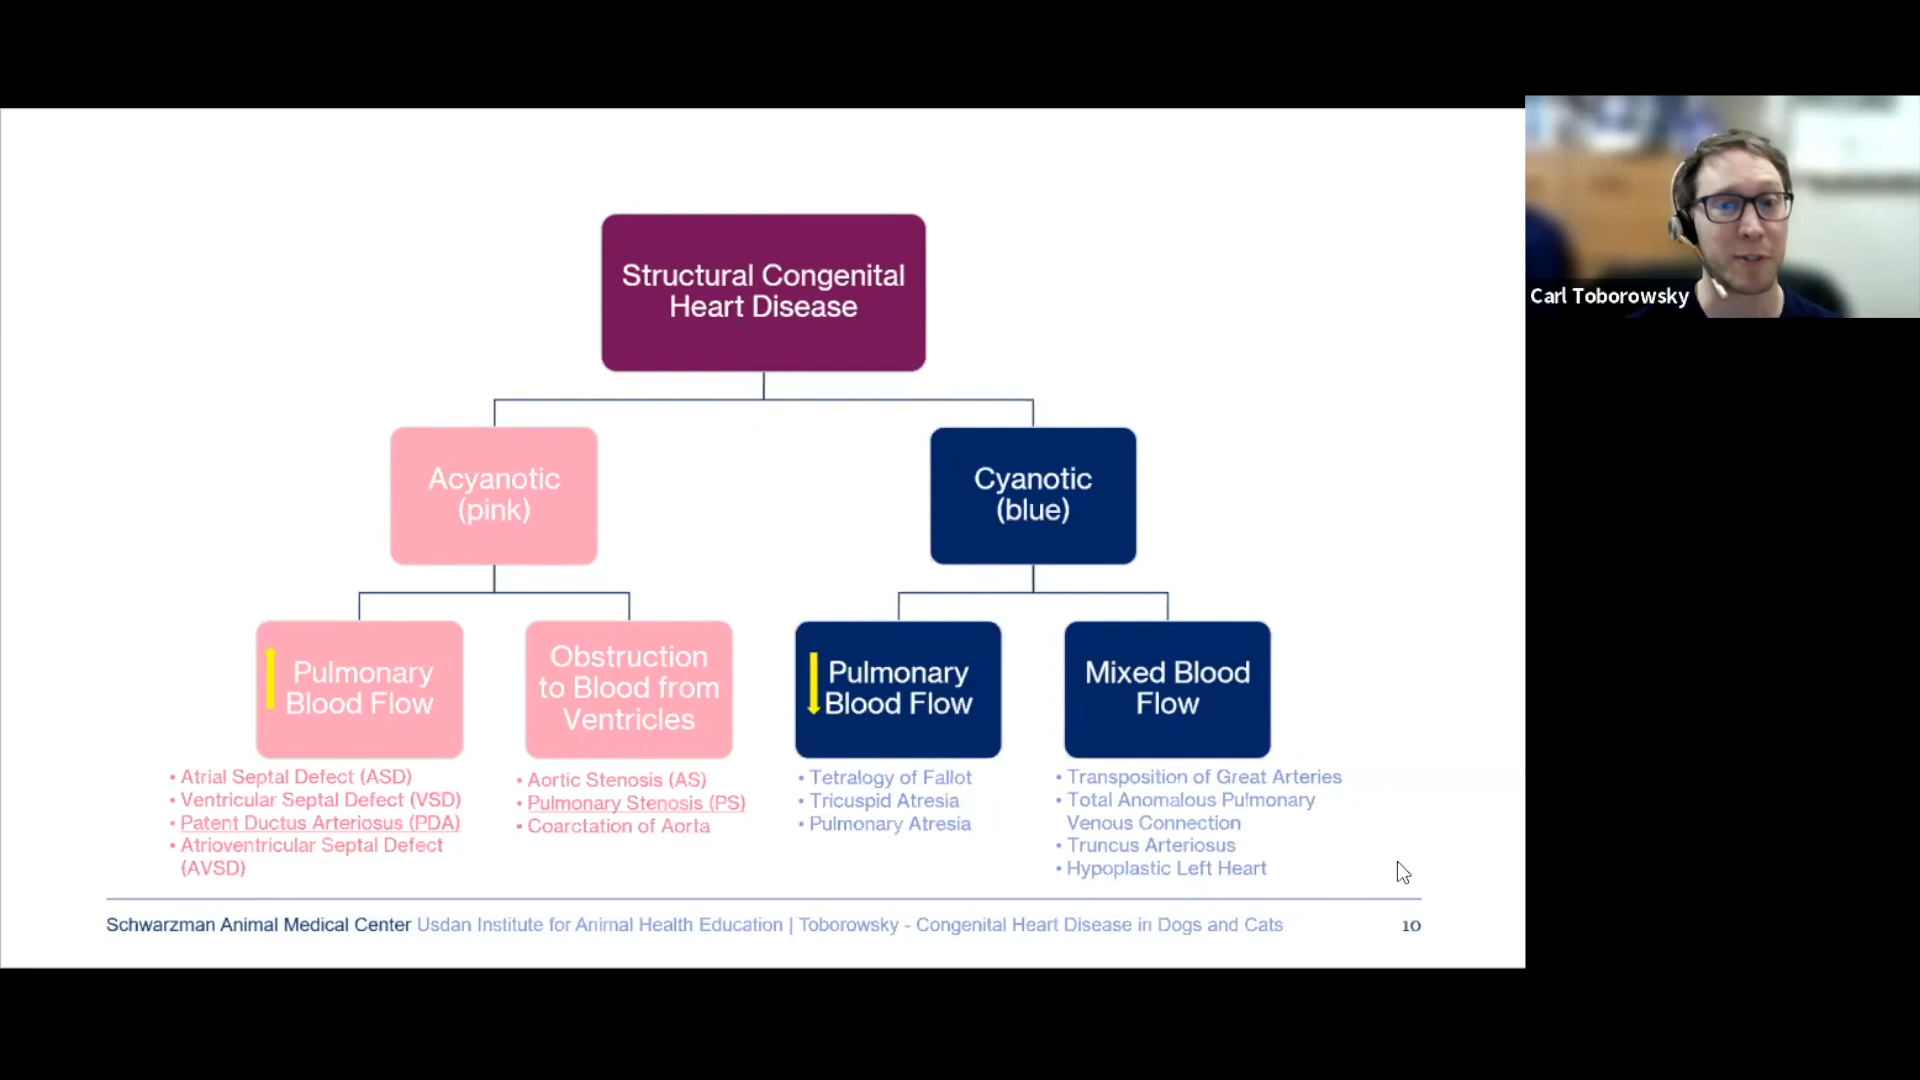 Structural Congenital
Heart Disease
Acyanotic
(pink)
Cyanotic
(blue)
Pulmonary
Blood Flow
Obstruction
to Blood from
Ventricles
Pulmonary
Blood Flow
Mixed Blood
Flow
• Atrial Septal Defect (ASD)
• Ventricular Septal Defect (VSD)
• Patent Ductus Arteriosus (PDA)
• Atrioventricular Septal Defect
(AVSD)
• Aortic Stenosis (AS)
• Pulmonary Stenosis (PS)
• Coarctation of Aorta
• Tetralogy of Fallot
• Tricuspid Atresia
• Pulmonary Atresia
• Transposition of Great Arteries
• Total Anomalous Pulmonary
Venous Connection
• Truncus Arteriosus
• Hypoplastic Left Heart
Schwarzman Animal Medical Center Usdan Institute for Animal Health Education | Toborowsky - Congenital Heart Disease in Dogs and Cats 10
Carl Toborowsky